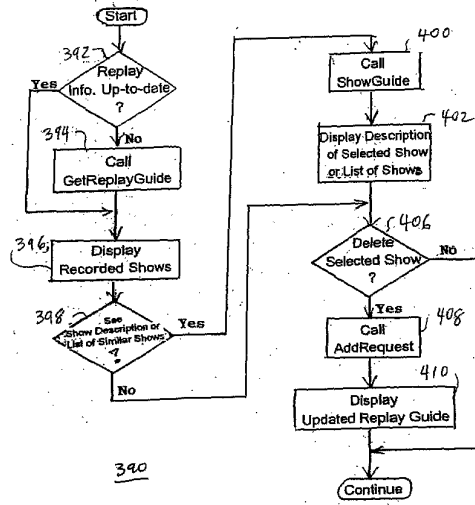 Start
392
Replay
Info. Up-to-date
?
Yes
No
394
Call
GetReplayGuide
396
Display
Recorded Shows
398
See
Show Description or
List of Similar Shows
?
Yes
No
390
400
Call
ShowGuide
402
Display Description
of Selected Show
or List of Shows
406
Delete
Selected Show
?
No
Yes
408
Call
AddRequest
410
Display
Updated Replay Guide
Continue